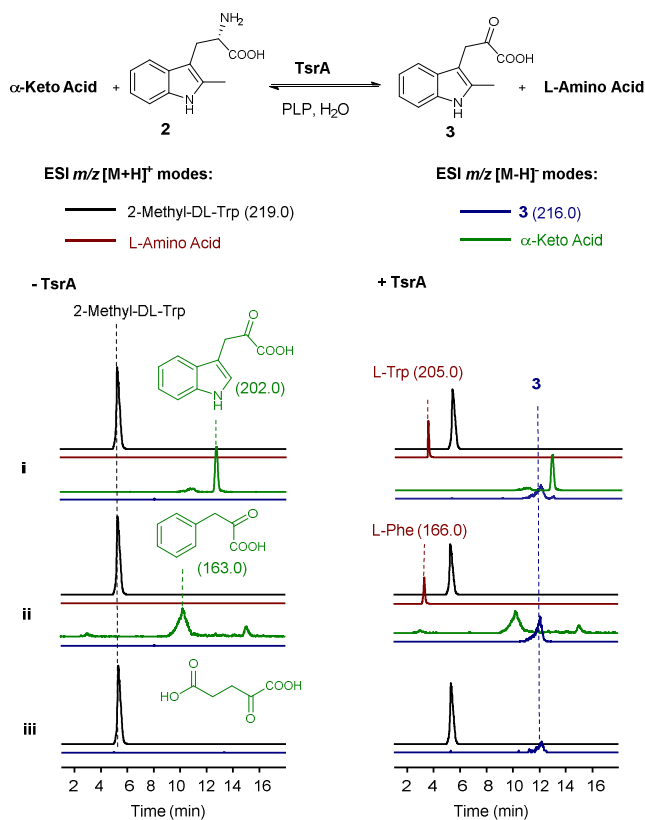 NH2
COOH
N
H
2
α-Keto Acid +
TsrA
PLP, H2O
O
COOH
N
H
3
+ L-Amino Acid
ESI m/z [M+H]+ modes:
2-Methyl-DL-Trp (219.0)
L-Amino Acid
ESI m/z [M-H]- modes:
3 (216.0)
α-Keto Acid
- TsrA
+ TsrA
2-Methyl-DL-Trp
O
COOH
N
H
(202.0)
L-Trp (205.0)
3
i
O
COOH
(163.0)
L-Phe (166.0)
ii
O
HO
COOH
O
iii
2 4 6 8 10 12 14 16
Time (min)
2 4 6 8 10 12 14 16
Time (min)